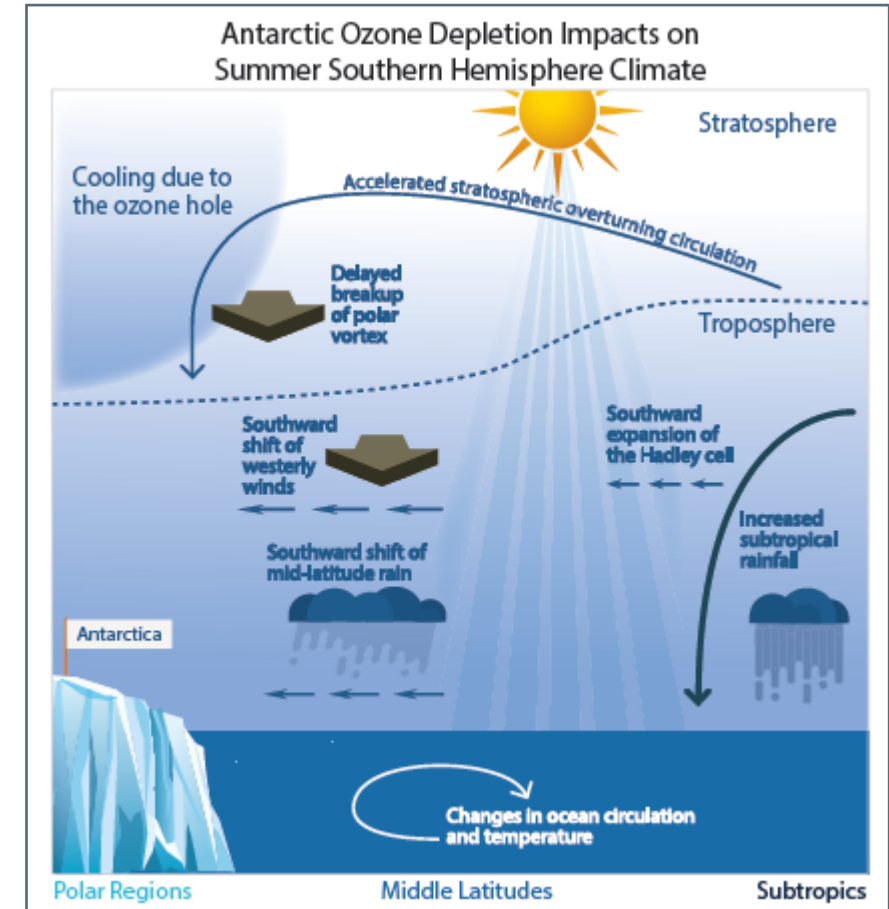 Antarctic Ozone Depletion Impacts on
Summer Southern Hemisphere Climate
Stratosphere
Cooling due to
the ozone hole
Accelerated stratospheric overturning circulation
Delayed
breakup
of polar
vortex
Troposphere
Southward
shift of
westerly
winds
Southward
expansion of
the Hadley cell
Increased
subtropical
rainfall
Southward shift of
mid-latitude rain
Antarctica
Changes in ocean circulation
and temperature
Polar Regions
Middle Latitudes
Subtropics